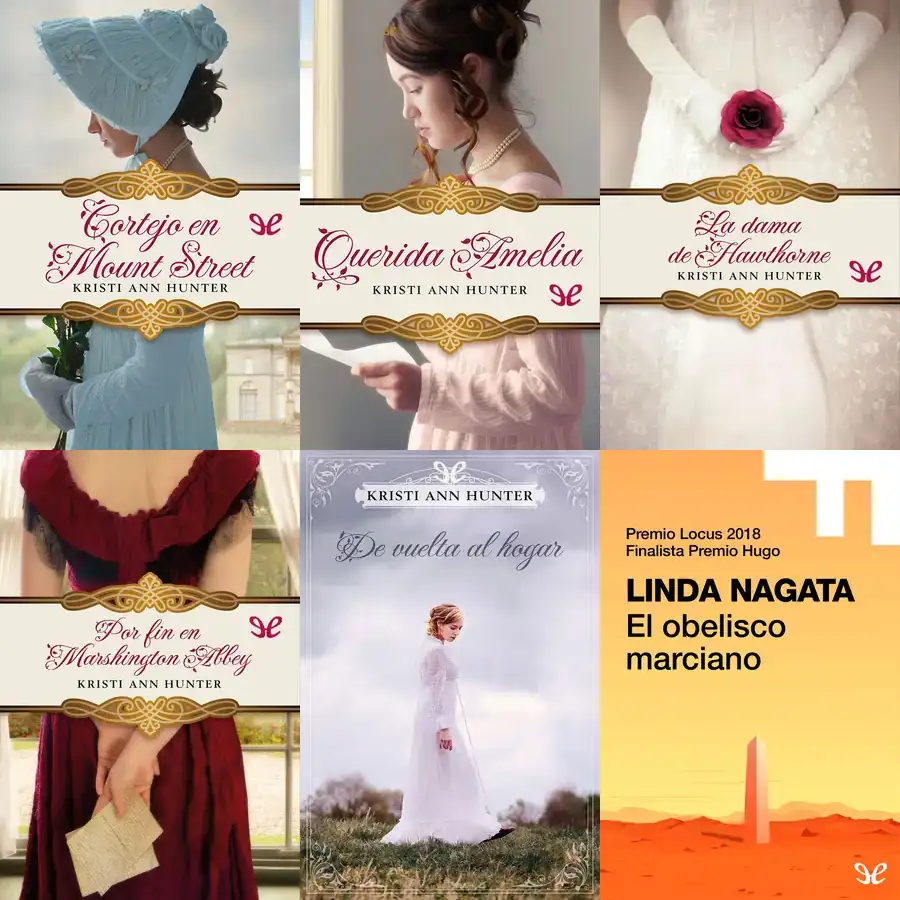 Cortejo en
Mount Street
KRISTI ANN HUNTER
Querida Amelia
KRISTI ANN HUNTER
La dama
de Hawthorne
KRISTI ANN HUNTER
Por fin en
Marshington Abbey
KRISTI ANN HUNTER
KRISTI ANN HUNTER
De vuelta al hogar
Premio Locus 2018
Finalista Premio Hugo
LINDA NAGATA
El obelisco
marciano